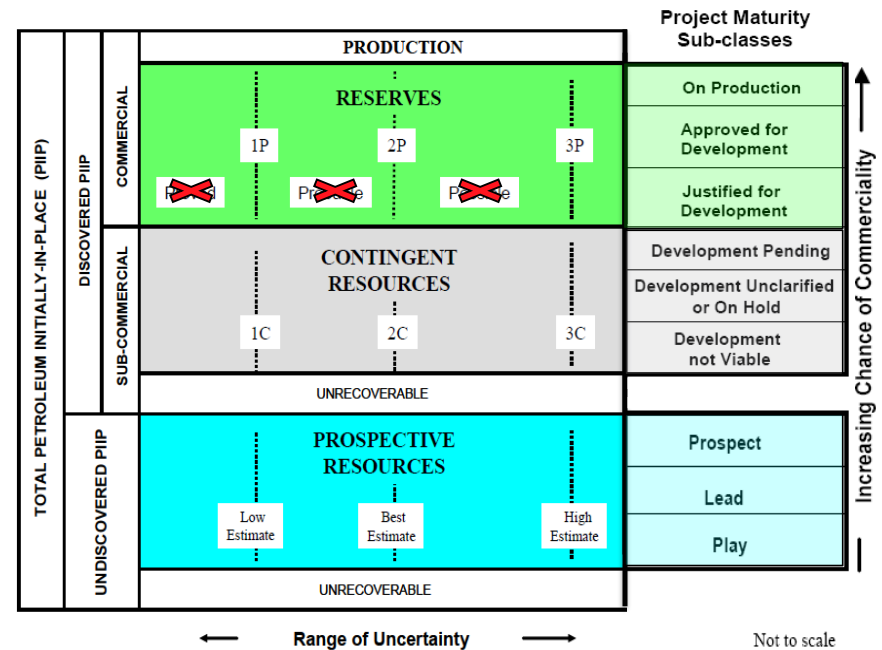 Project Maturity
Sub-classes
TOTAL PETROLEUM INITIALLY-IN-PLACE (PIIP)
DISCOVERED PIIP
UNDISCOVERED PIIP
COMMERCIAL
SUB-COMMERCIAL
PRODUCTION
RESERVES
1P
2P
3P
On Production
Approved for
Development
Justified for
Development
CONTINGENT
RESOURCES
1C
2C
3C
Development Pending
Development Unclarified
or On Hold
Development
not Viable
UNRECOVERABLE
PROSPECTIVE
RESOURCES
Low
Estimate
Best
Estimate
High
Estimate
Prospect
Lead
Play
UNRECOVERABLE
Increasing Chance of Commerciality
Range of Uncertainty
Not to scale